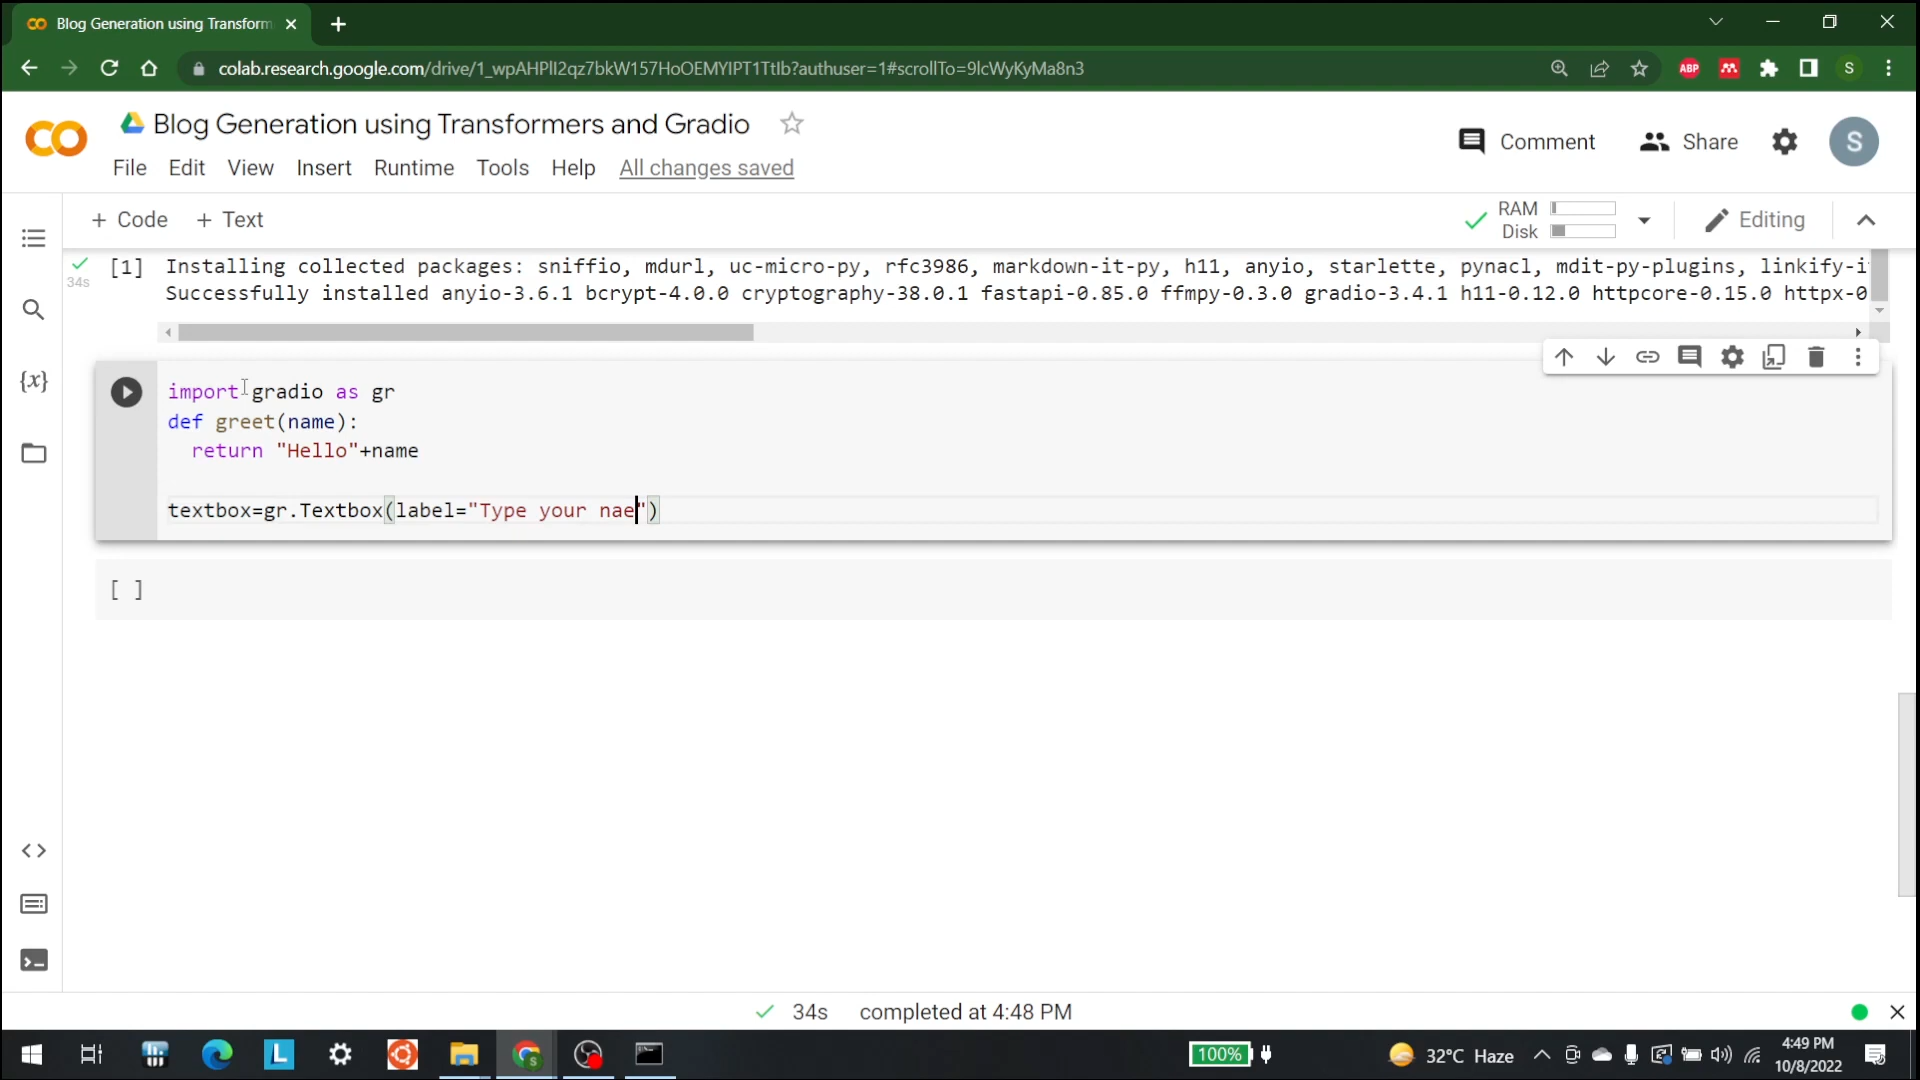 Blog Generation using Transform
colab.research.google.com/drive/1_wpAHPlI2qz7bkW157HoOEMYIPT1TtIb?authuser=1#scrollTo=9lcWyKyMa8n3
ABP
S
Blog Generation using Transformers and Gradio
Comment
Share
S
File Edit View Insert Runtime Tools Help All changes saved
+ Code + Text
RAM
Disk
Editing
34s
[1] Installing collected packages: sniffio, mdurl, uc-micro-py, rfc3986, markdown-it-py, h11, anyio, starlette, pynacl, mdit-py-plugins, linkify-i
Successfully installed anyio-3.6.1 bcrypt-4.0.0 cryptography-38.0.1 fastapi-0.85.0 ffmpy-0.3.0 gradio-3.4.1 h11-0.12.0 httpcore-0.15.0 httpx-0
{x}
import gradio as gr
def greet(name):
return "Hello"+name
textbox=gr.Textbox(label="Type your nae")
[ ]
34s completed at 4:48 PM
L
100%
32°C Haze
4:49 PM
10/8/2022